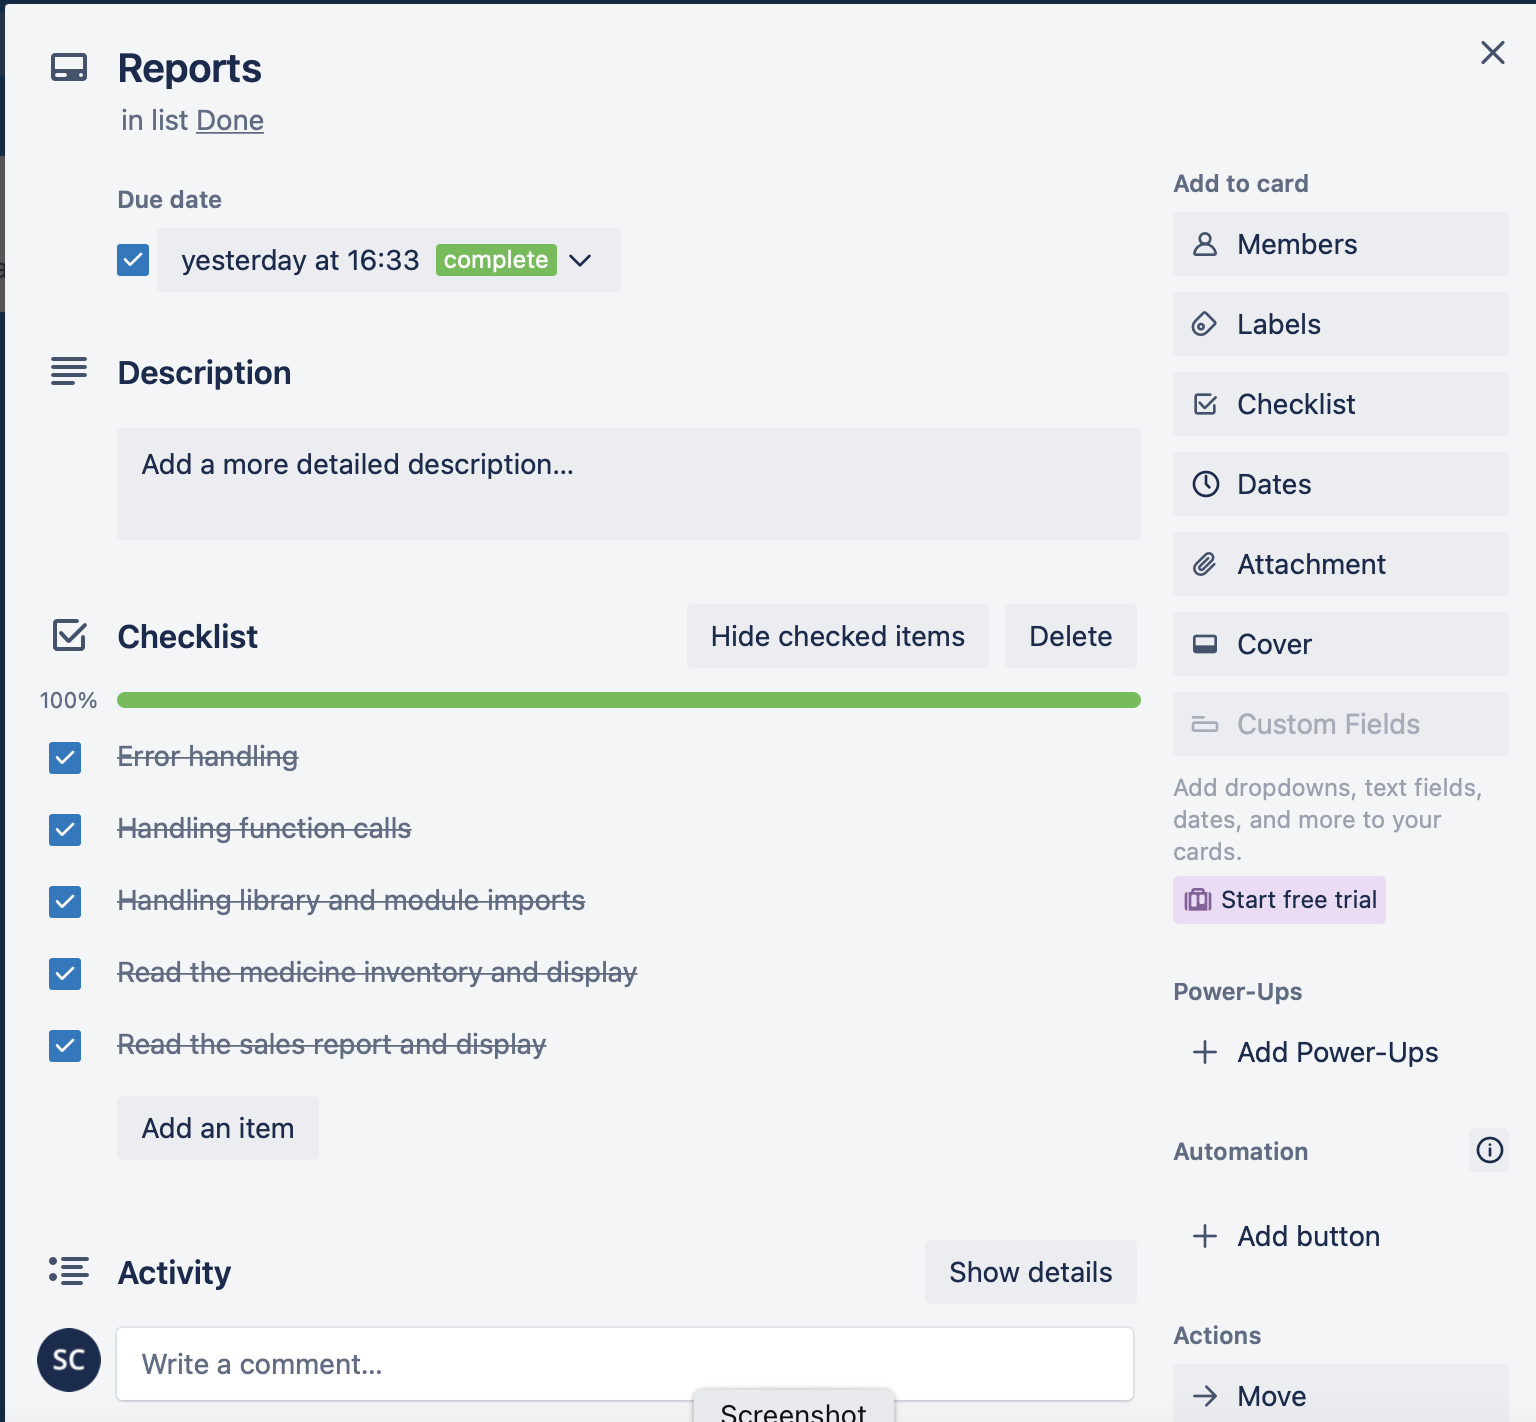 Reports
in list Done
Due date
yesterday at 16:33 complete
Description
Add a more detailed description...
Checklist
Hide checked items
Delete
100%
Error handling
Handling function calls
Handling library and module imports
Read the medicine inventory and display
Read the sales report and display
Add an item
Activity
Show details
SC
Write a comment...
Screenshot
Add to card
Members
Labels
Checklist
Dates
Attachment
Cover
Custom Fields
Add dropdowns, text fields,
dates, and more to your
cards.
Start free trial
Power-Ups
Add Power-Ups
Automation
Add button
Actions
Move